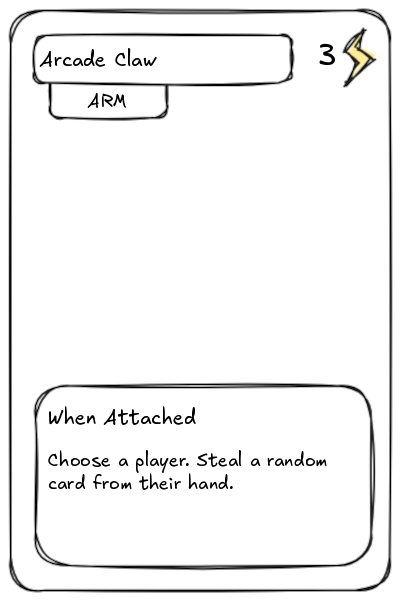 Arcade Claw
3
ARM
When Attached
Choose a player. Steal a random
card from their hand.